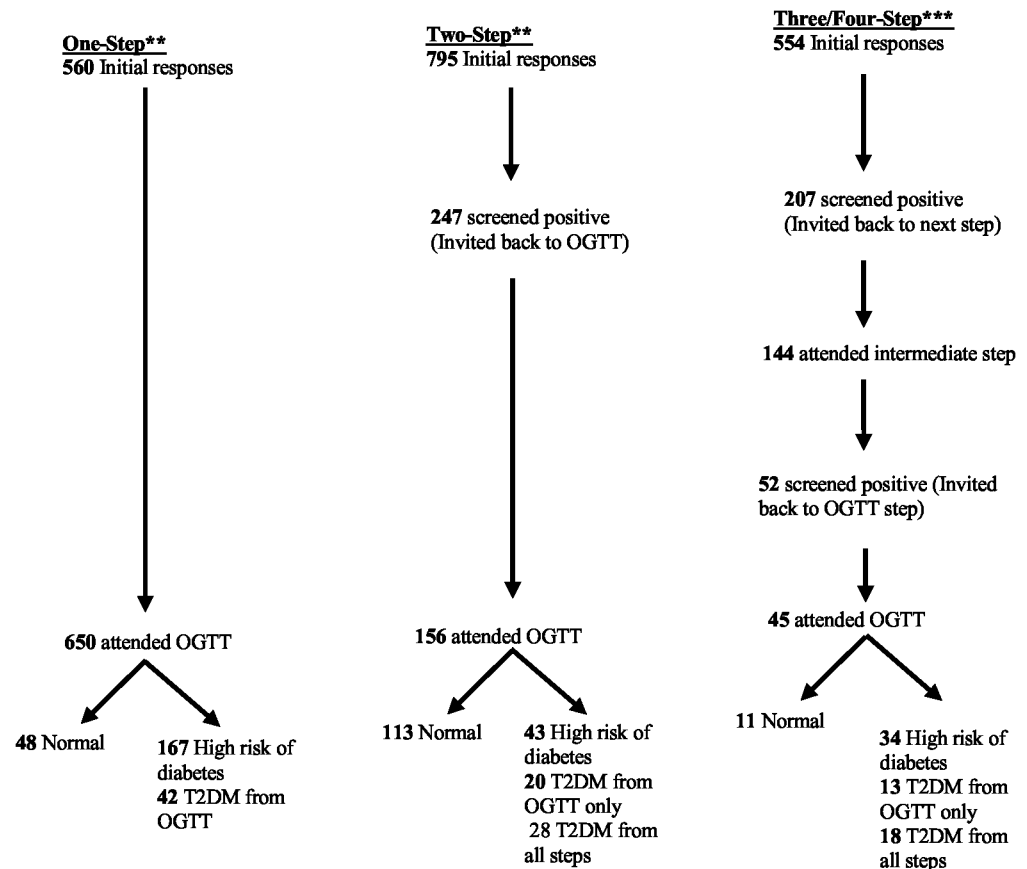 One-Step**
560 Initial responses
650 attended OGTT
48 Normal
167 High risk of
diabetes
42 T2DM from
OGTT
Two-Step**
795 Initial responses
247 screened positive
(Invited back to OGTT)
156 attended OGTT
113 Normal
43 High risk of
diabetes
20 T2DM from
OGTT only
28 T2DM from
all steps
Three/Four-Step***
554 Initial responses
207 screened positive
(Invited back to next step)
144 attended intermediate step
52 screened positive (Invited
back to OGTT step)
45 attended OGTT
11 Normal
34 High risk of
diabetes
13 T2DM from
OGTT only
18 T2DM from
all steps